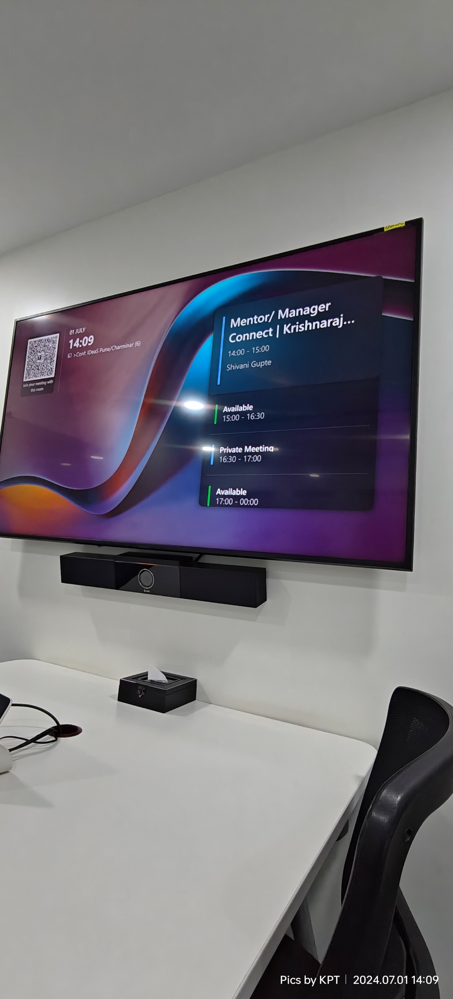 01 JULY
14:09
>Conf: IDeaS Pune/Charminar (6)
Join your meeting with
this room
Mentor/ Manager
Connect | Krishnaraj...
14:00 - 15:00
Shivani Gupte
Available
15:00 - 16:30
Private Meeting
16:30 - 17:00
Available
17:00 - 00:00
poly
Pics by KPT | 2024.07.01 14:09